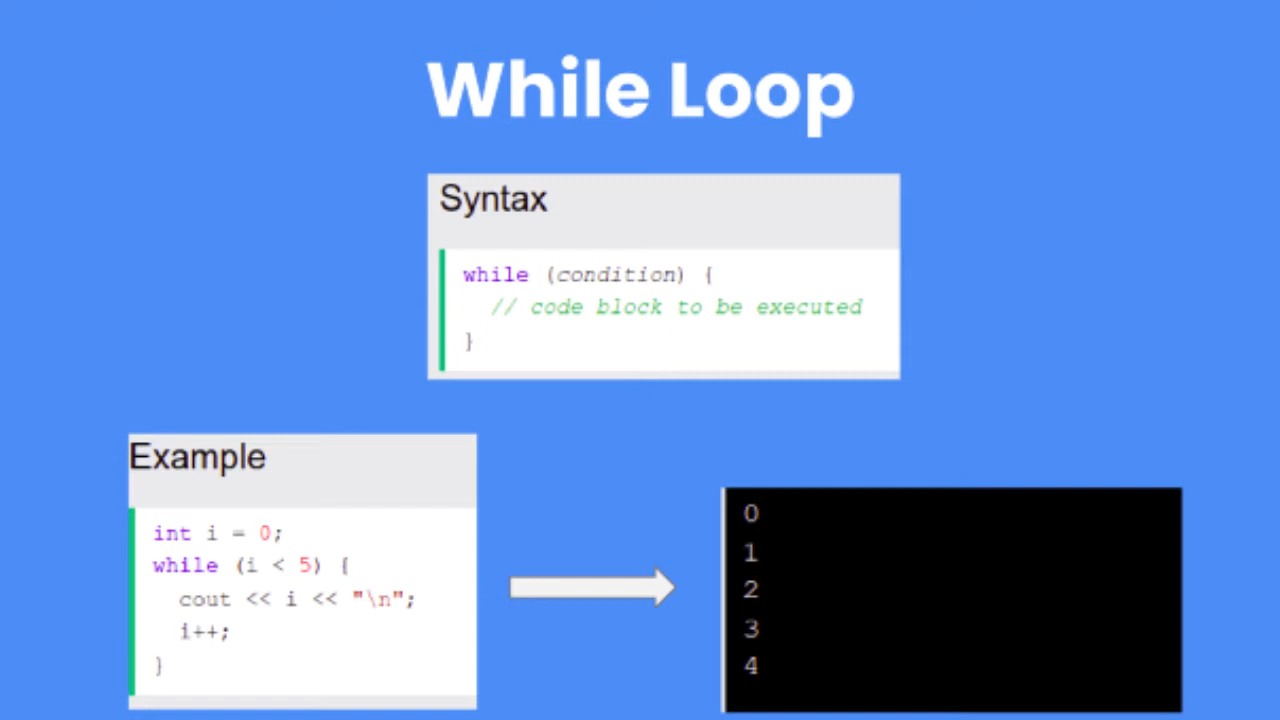 While Loop
Syntax
while (condition) {
// code block to be executed
}
Example
int i = 0;
while (i < 5) {
cout << i << "\n";
i++;
}
0
1
2
3
4